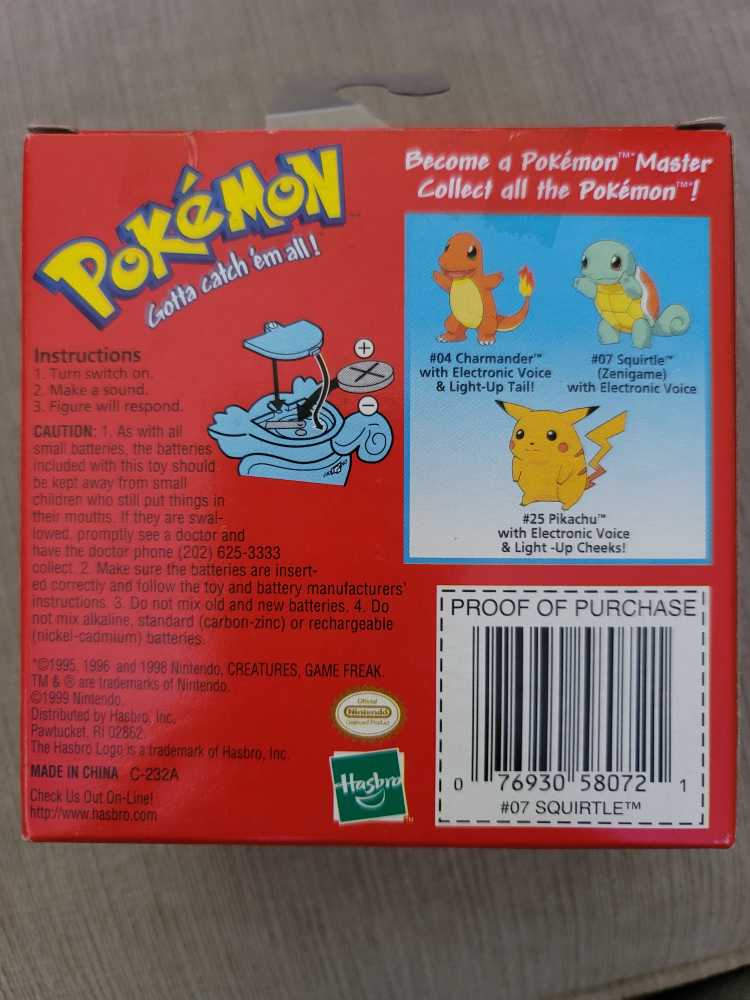 POKéMON
Gotta catch 'em all!
Become a Pokémon™* Master
Collect all the Pokémon™*!
#04 Charmander™
with Electronic Voice
& Light-Up Tail!
#07 Squirtle™
(Zenigame)
with Electronic Voice
#25 Pikachu™
with Electronic Voice
& Light -Up Cheeks!
Instructions
1. Turn switch on.
2. Make a sound.
3. Figure will respond.
+
−
CAUTION: 1. As with all
small batteries, the batteries
included with this toy should
be kept away from small
children who still put things in
their mouths. If they are swal-
lowed, promptly see a doctor and
have the doctor phone (202) 625-3333
collect. 2. Make sure the batteries are insert-
ed correctly and follow the toy and battery manufacturers'
instructions. 3. Do not mix old and new batteries. 4. Do
not mix alkaline, standard (carbon-zinc) or rechargeable
(nickel-cadmium) batteries.
*©1995, 1996 and 1998 Nintendo, CREATURES, GAME FREAK.
TM & ® are trademarks of Nintendo.
©1999 Nintendo.
Distributed by Hasbro, Inc.
Pawtucket, RI 02862.
The Hasbro Logo is a trademark of Hasbro, Inc.
MADE IN CHINA C-232A
Check Us Out On-Line!
http://www.hasbro.com
Official
Nintendo
Licensed Product
Hasbro
TM
PROOF OF PURCHASE
0 76930 58072 1
#07 SQUIRTLE™